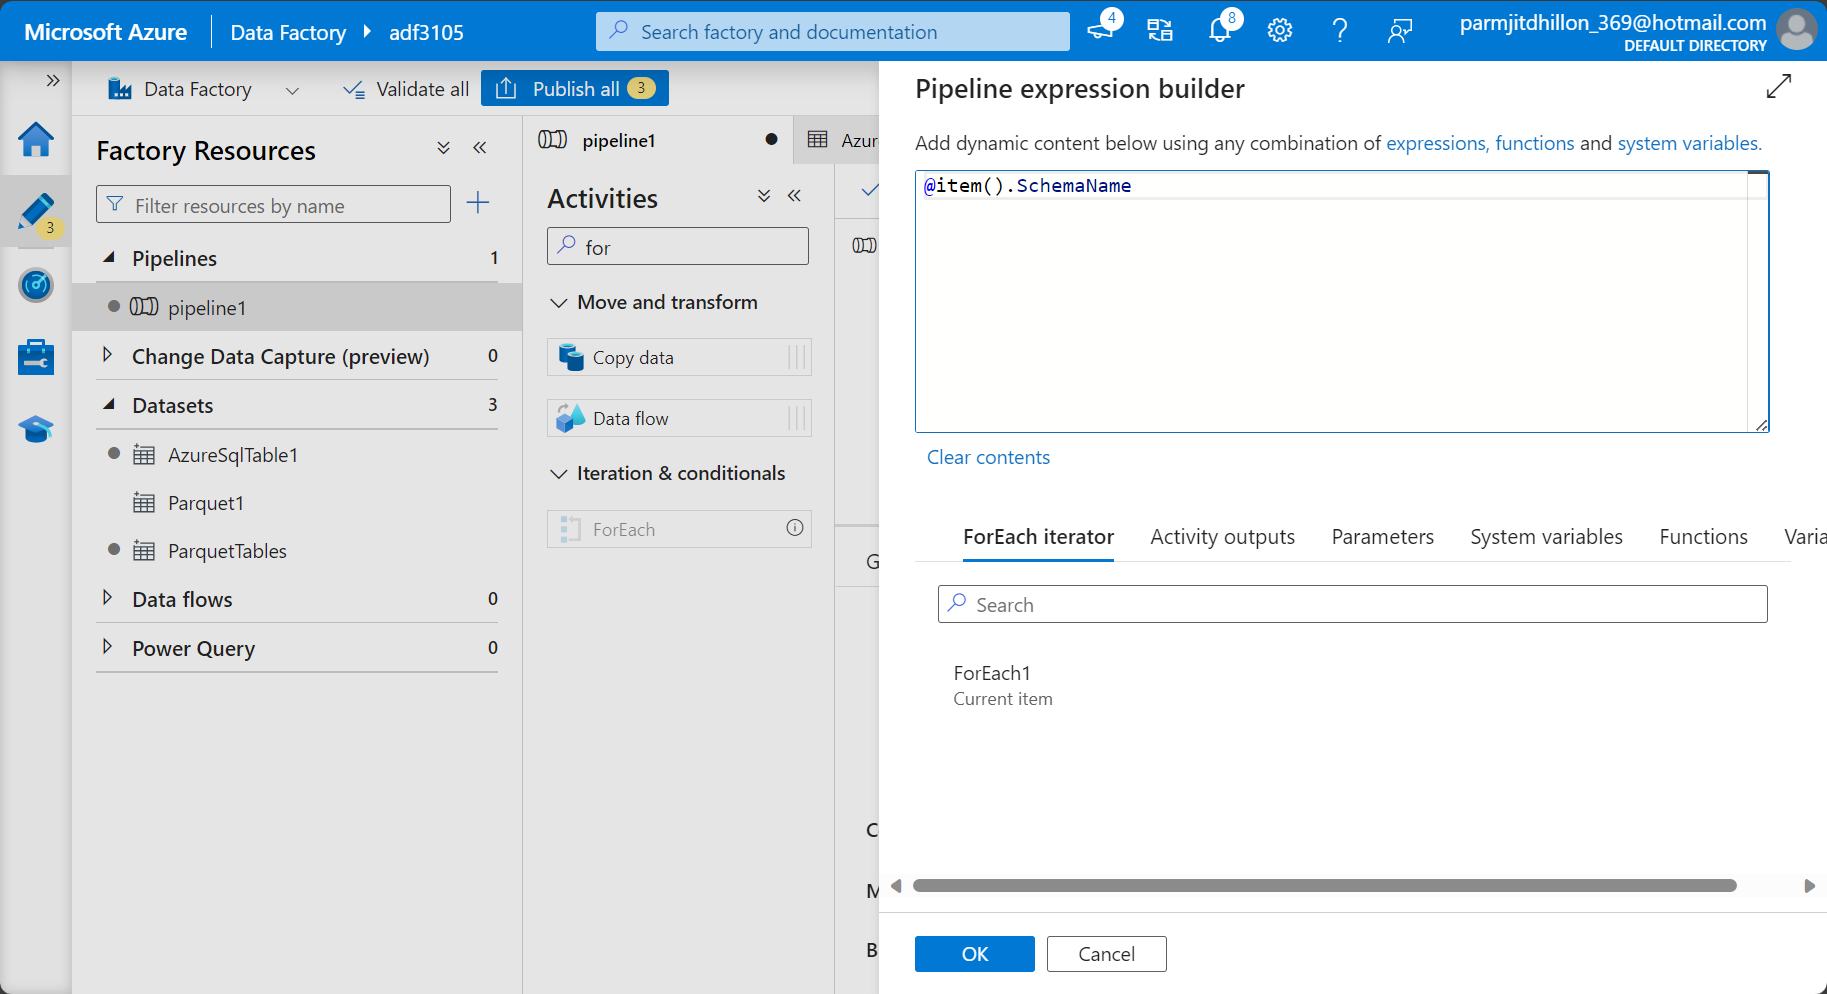 Microsoft Azure
Data Factory
adf3105
Search factory and documentation
4
8
parmjitdhillon_369@hotmail.com
DEFAULT DIRECTORY
Data Factory
Validate all
Publish all
3
3
Factory Resources
Filter resources by name
Pipelines
1
pipeline1
Change Data Capture (preview)
0
Datasets
3
AzureSqlTable1
Parquet1
ParquetTables
Data flows
0
Power Query
0
pipeline1
Azur
Activities
for
Move and transform
Copy data
Data flow
Iteration & conditionals
ForEach
G
C
M
B
Pipeline expression builder
Add dynamic content below using any combination of expressions, functions and system variables.
@item().SchemaName
Clear contents
ForEach iterator
Activity outputs
Parameters
System variables
Functions
Varia
Search
ForEach1
Current item
OK
Cancel